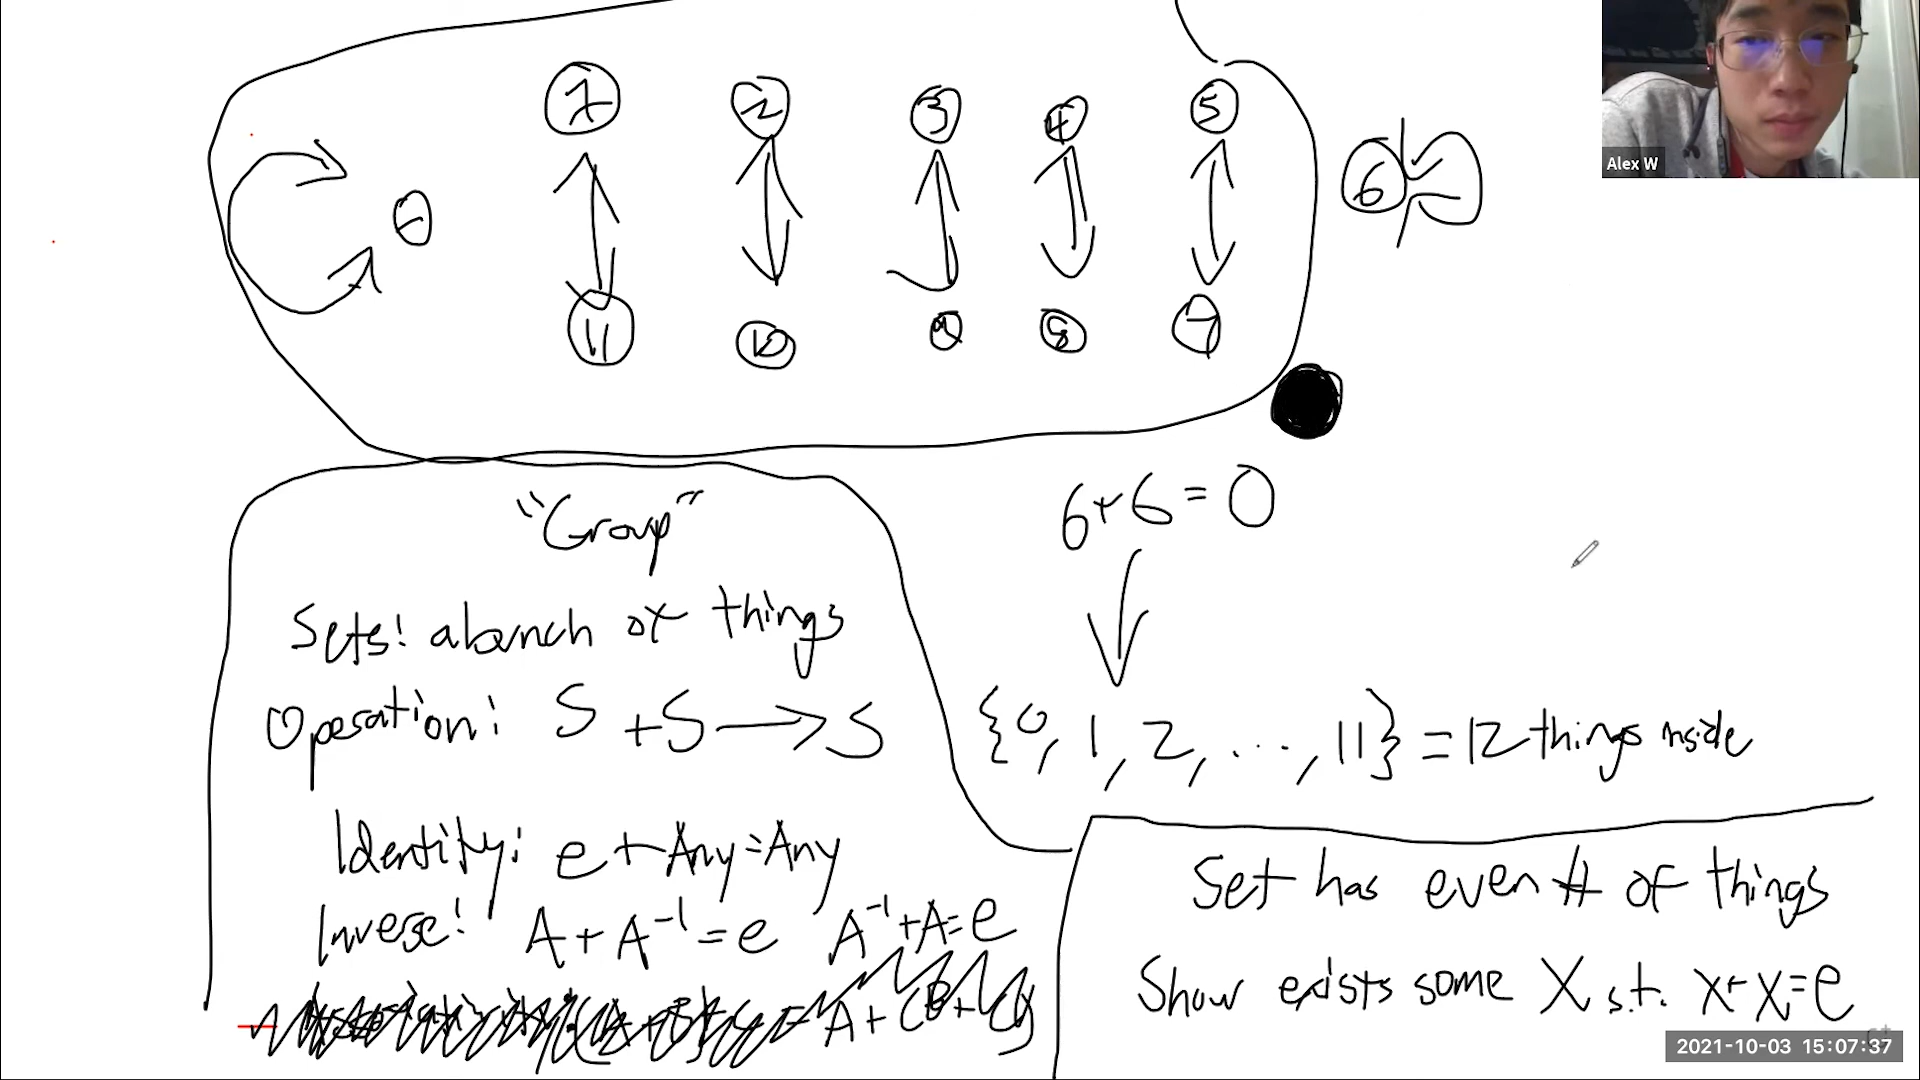 1 2 3 4 5
6
Alex W
11 10 9 8 7
6+6=0
"Group"
Sets: a bunch of things
Operation: S +S → S
{0, 1, 2, ..., 11} = 12 things inside
Identity: e+Any=Any
Set has even # of things
Inverse: A+A⁻¹=e A⁻¹+A=e
Show exists some X s.t. X+X=e
A+(B+C)
2021-10-03 15:07:37